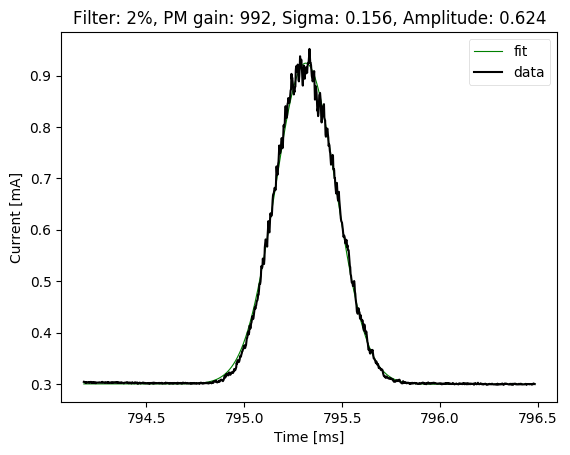 Filter: 2%, PM gain: 992, Sigma: 0.156, Amplitude: 0.624
fit
data
0.9
0.8
0.7
0.6
0.5
0.4
0.3
Current [mA]
794.5
795.0
795.5
796.0
796.5
Time [ms]